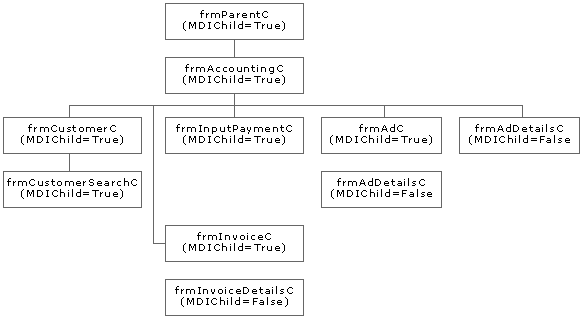 frmParentC
(MDIChild=True)
frmAccountingC
(MDIChild=True)
frmCustomerC
(MDIChild=True)
frmInputPaymentC
(MDIChild=True)
frmAdC
(MDIChild=True)
frmAdDetailsC
(MDIChild=False
frmCustomerSearchC
(MDIChild=True)
frmAdDetailsC
(MDIChild=False
frmInvoiceC
(MDIChild=True)
frmInvoiceDetailsC
(MDIChild=False)